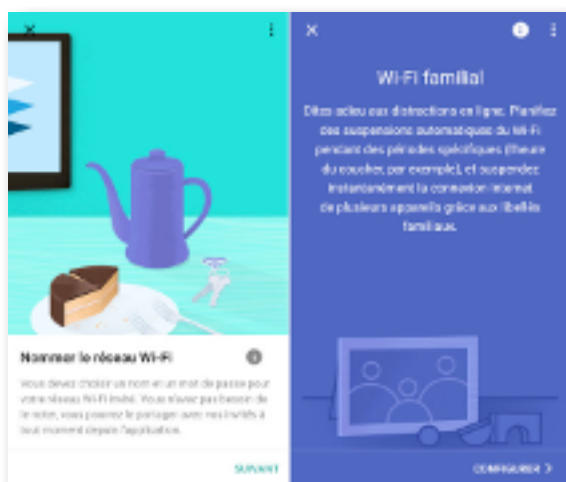 Nommer le réseau Wi-Fi
Vous devez choisir un nom et un mot de passe pour
votre réseau Wi-Fi invité. Vous n'avez pas besoin de
le noter, vous pourrez le partager avec vos invités à
tout moment depuis l'application.
SUIVANT
Wi-Fi familial
Dites adieu aux distractions en ligne. Planifiez
des suspensions automatiques du Wi-Fi
pendant des périodes spécifiques (l'heure
du coucher, par exemple), et suspendez
instantanément la connexion Internet
de plusieurs appareils grâce aux libellés
familiaux.
CONFIGURER